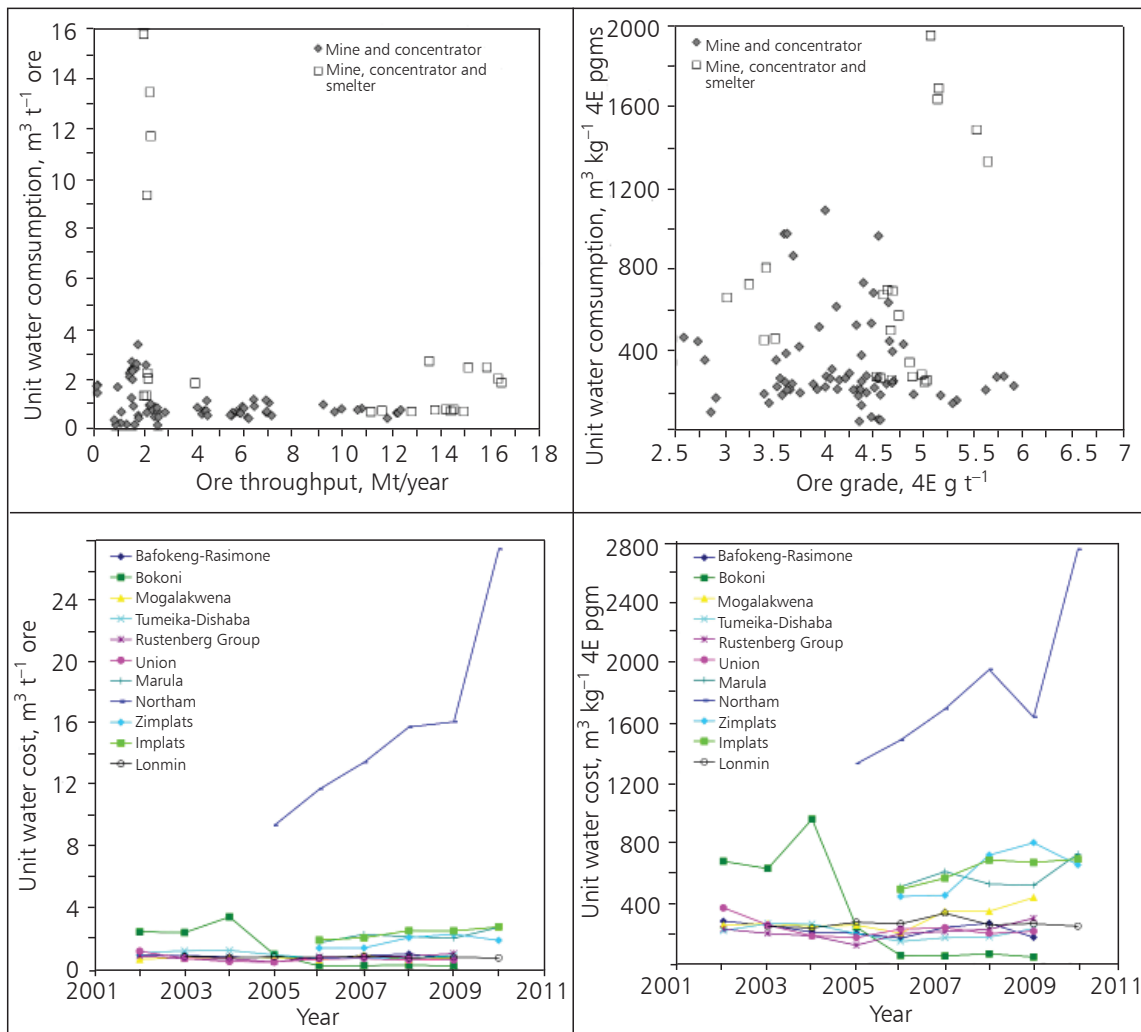 Unit water comsumption, m³ t⁻¹ ore
16
14
12
10
8
6
4
2
0
◆ Mine and concentrator
□ Mine, concentrator and
smelter
0 2 4 6 8 10 12 14 16 18
Ore throughput, Mt/year
Unit water comsumption, m³ kg⁻¹ 4E pgms
2000
1600
1200
800
400
◆ Mine and concentrator
□ Mine, concentrator and
smelter
2.5 3.5 4 4.5 5 5.5 6 6.5 7
Ore grade, 4E g t⁻¹
Unit water cost, m³ t⁻¹ ore
24
20
16
12
8
4
0
Bafokeng-Rasimone
Bokoni
Mogalakwena
Tumeika-Dishaba
Rustenberg Group
Union
Marula
Northam
Zimplats
Implats
Lonmin
2001 2003 2005 2007 2009 2011
Year
Unit water cost, m³ kg⁻¹ 4E pgm
2800
2400
2000
1600
1200
800
400
Bafokeng-Rasimone
Bokoni
Mogalakwena
Tumeika-Dishaba
Rustenberg Group
Union
Marula
Northam
Zimplats
Implats
Lonmin
2001 2003 2005 2007 2009 2011
Year